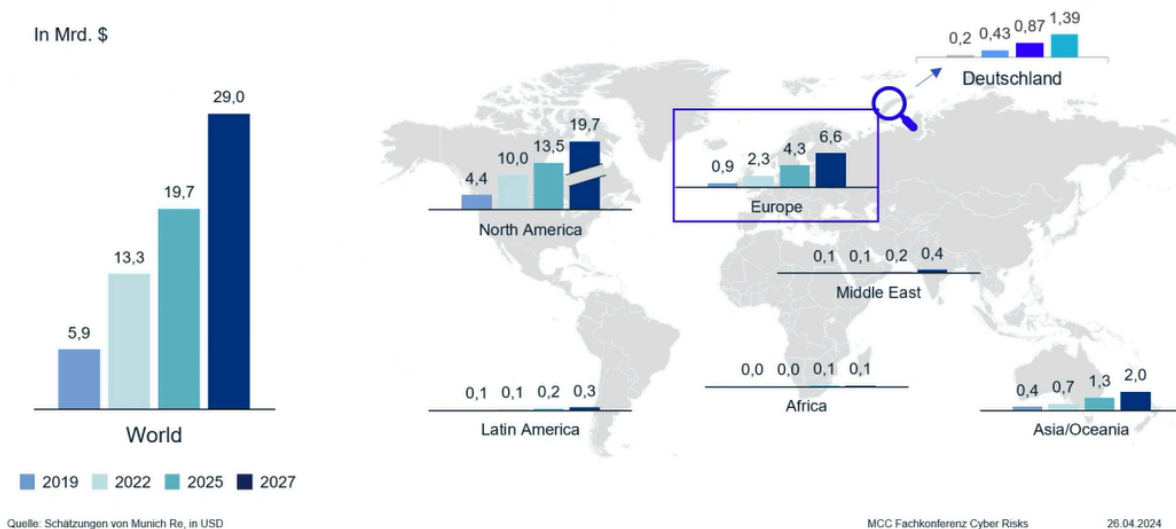 In Mrd. $
5,9
13,3
19,7
29,0
World
2019 2022 2025 2027
4,4 10,0 13,5 19,7
North America
0,9 2,3 4,3 6,6
Europe
0,2 0,43 0,87 1,39
Deutschland
0,1 0,1 0,2 0,4
Middle East
0,1 0,1 0,2 0,3
Latin America
0,0 0,0 0,1 0,1
Africa
0,4 0,7 1,3 2,0
Asia/Oceania
Quelle: Schätzungen von Munich Re, in USD
MCC Fachkonferenz Cyber Risks
26.04.2024